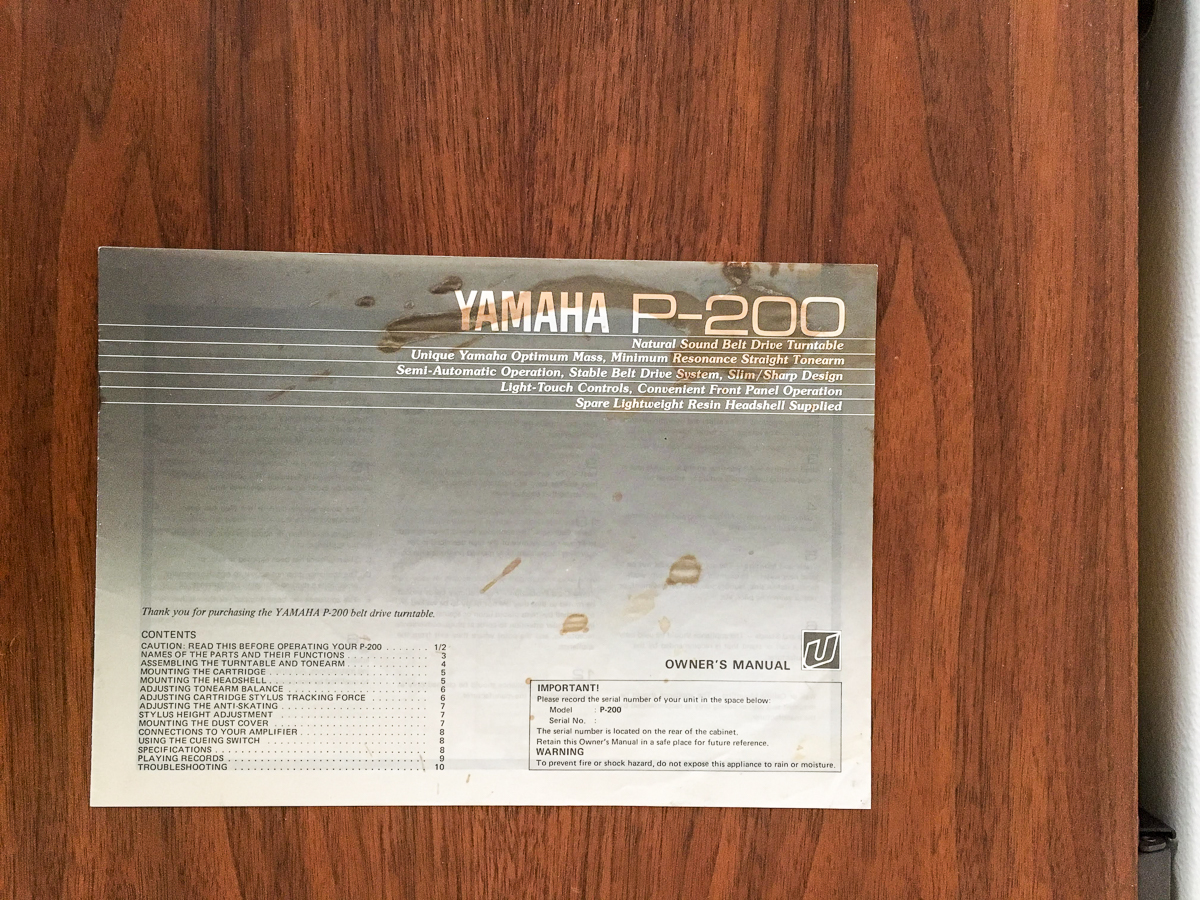 YAMAHA P-200
Natural Sound Belt Drive Turntable
Unique Yamaha Optimum Mass, Minimum Resonance Straight Tonearm
Semi-Automatic Operation, Stable Belt Drive System, Slim/Sharp Design
Light-Touch Controls, Convenient Front Panel Operation
Spare Lightweight Resin Headshell Supplied
Thank you for purchasing the YAMAHA P-200 belt drive turntable.
CONTENTS
CAUTION: READ THIS BEFORE OPERATING YOUR P-200 . . . . . . . 1/2
NAMES OF THE PARTS AND THEIR FUNCTIONS . . . . . . . . . . . . . . 3
ASSEMBLING THE TURNTABLE AND TONEARM . . . . . . . . . . . . . . 4
MOUNTING THE CARTRIDGE . . . . . . . . . . . . . . . . . . . . . . . . . . . 5
MOUNTING THE HEADSHELL . . . . . . . . . . . . . . . . . . . . . . . . . . . 5
ADJUSTING TONEARM BALANCE . . . . . . . . . . . . . . . . . . . . . . . . 6
ADJUSTING CARTRIDGE STYLUS TRACKING FORCE . . . . . . . . . . 6
ADJUSTING THE ANTI-SKATING . . . . . . . . . . . . . . . . . . . . . . . . . 7
STYLUS HEIGHT ADJUSTMENT . . . . . . . . . . . . . . . . . . . . . . . . . 7
MOUNTING THE DUST COVER . . . . . . . . . . . . . . . . . . . . . . . . . . 7
CONNECTIONS TO YOUR AMPLIFIER . . . . . . . . . . . . . . . . . . . . . 8
USING THE CUEING SWITCH . . . . . . . . . . . . . . . . . . . . . . . . . . . 8
SPECIFICATIONS . . . . . . . . . . . . . . . . . . . . . . . . . . . . . . . . . . . 8
PLAYING RECORDS . . . . . . . . . . . . . . . . . . . . . . . . . . . . . . . . . 9
TROUBLESHOOTING . . . . . . . . . . . . . . . . . . . . . . . . . . . . . . . . 10
OWNER'S MANUAL
IMPORTANT!
Please record the serial number of your unit in the space below:
Model : P-200
Serial No. :
The serial number is located on the rear of the cabinet.
Retain this Owner's Manual in a safe place for future reference.
WARNING
To prevent fire or shock hazard, do not expose this appliance to rain or moisture.